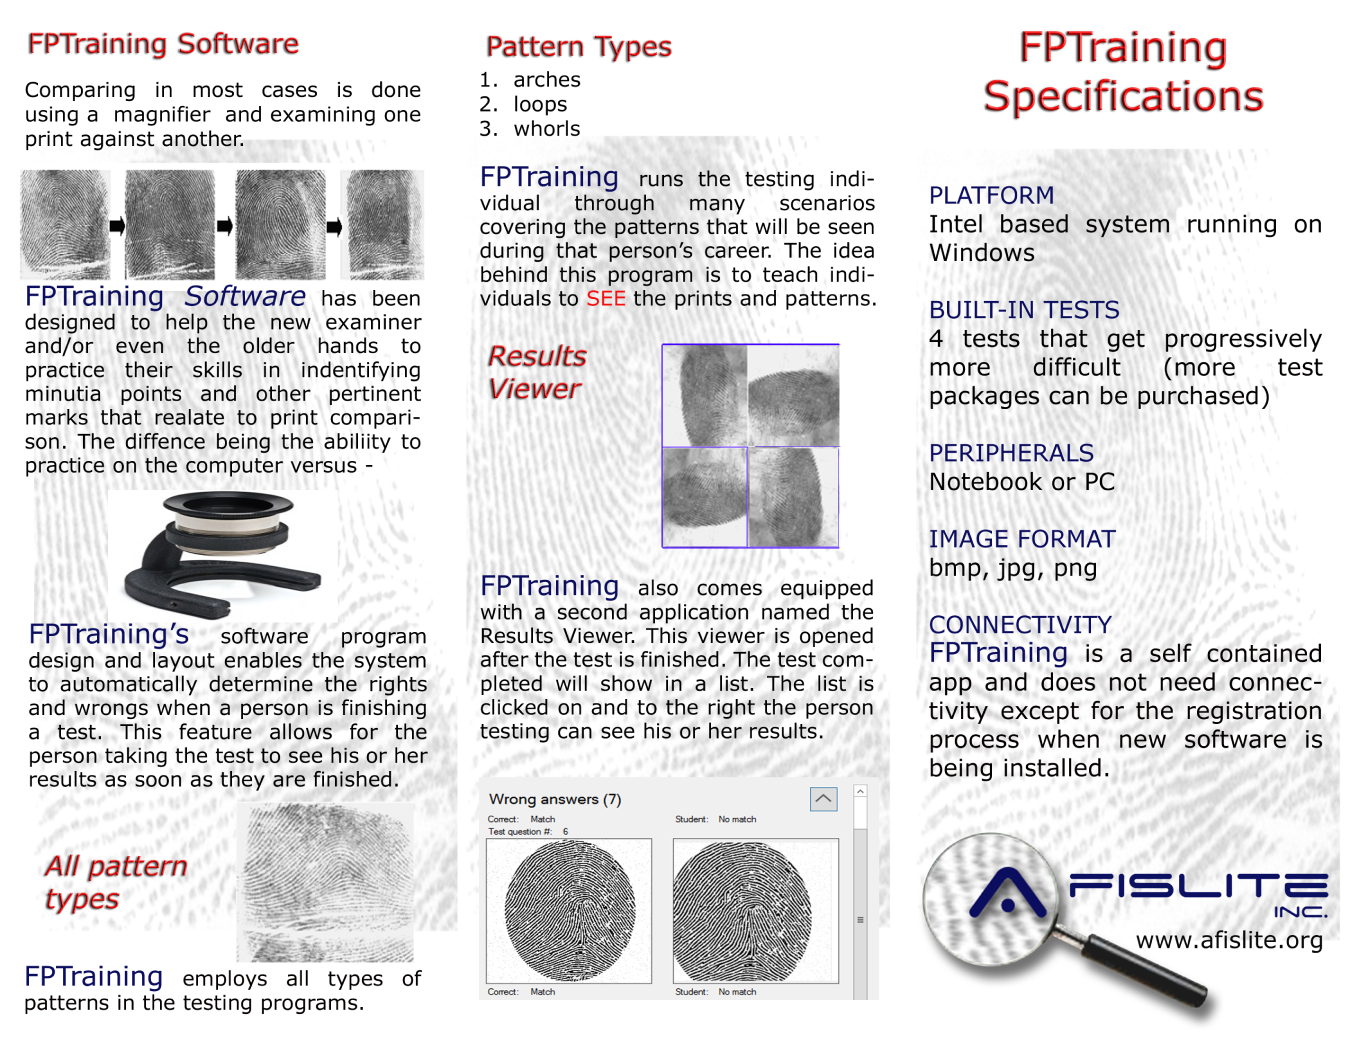 FPTraining Software
Comparing in most cases is done
using a magnifier and examining one
print against another.
FPTraining Software has been
designed to help the new examiner
and/or even the older hands to
practice their skills in indentifying
minutia points and other pertinent
marks that realate to print compari-
son. The diffence being the abiliity to
practice on the computer versus -
FPTraining's software program
design and layout enables the system
to automatically determine the rights
and wrongs when a person is finishing
a test. This feature allows for the
person taking the test to see his or her
results as soon as they are finished.
All pattern
types
FPTraining employs all types of
patterns in the testing programs.
Pattern Types
1. arches
2. loops
3. whorls
FPTraining runs the testing indi-
vidual through many scenarios
covering the patterns that will be seen
during that person's career. The idea
behind this program is to teach indi-
viduals to SEE the prints and patterns.
Results
Viewer
FPTraining also comes equipped
with a second application named the
Results Viewer. This viewer is opened
after the test is finished. The test com-
pleted will show in a list. The list is
clicked on and to the right the person
testing can see his or her results.
Wrong answers (7)
Correct: Match Student: No match
Test question #: 6
Correct: Match Student: No match
FPTraining
Specifications
PLATFORM
Intel based system running on
Windows
BUILT-IN TESTS
4 tests that get progressively
more difficult (more test
packages can be purchased)
PERIPHERALS
Notebook or PC
IMAGE FORMAT
bmp, jpg, png
CONNECTIVITY
FPTraining is a self contained
app and does not need connec-
tivity except for the registration
process when new software is
being installed.
AFISLITE
INC.
www.afislite.org